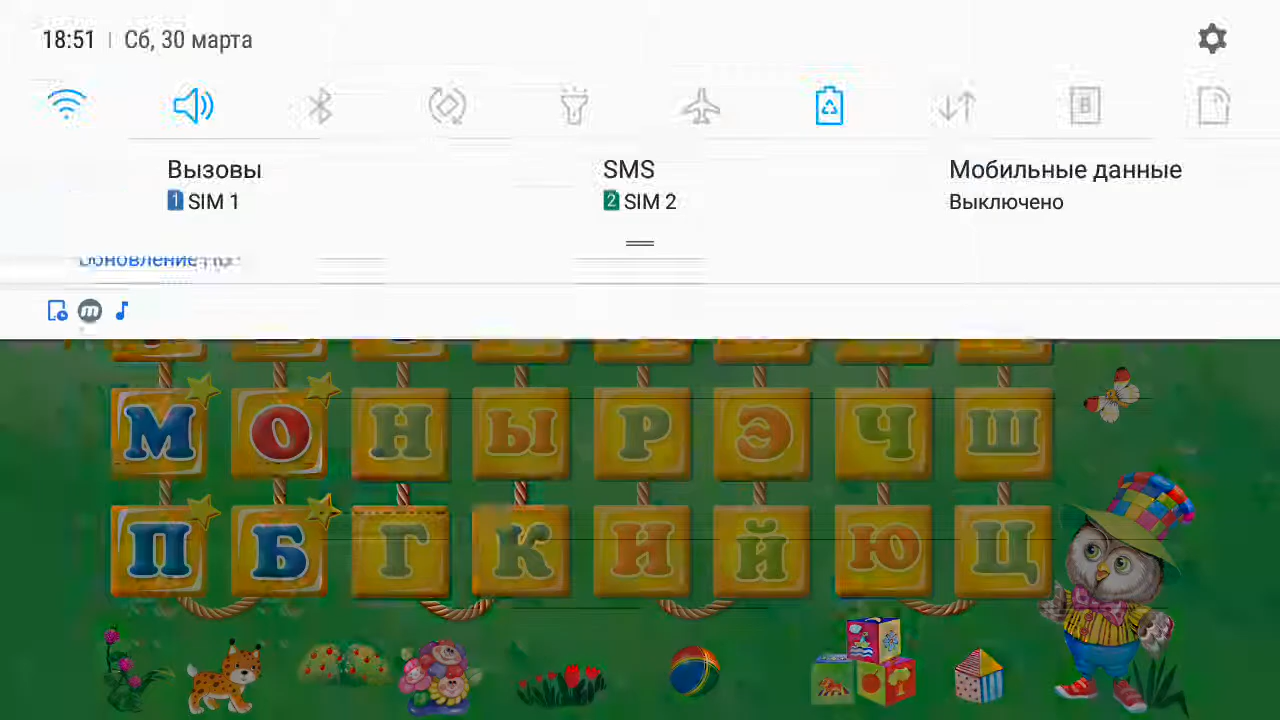 18:51 | Сб, 30 марта
Вызовы SMS Мобильные данные
1 SIM 1 2 SIM 2 Выключено
М О Н Ы Р Э Ч Ш
П Б Г К И Й Ю Ц